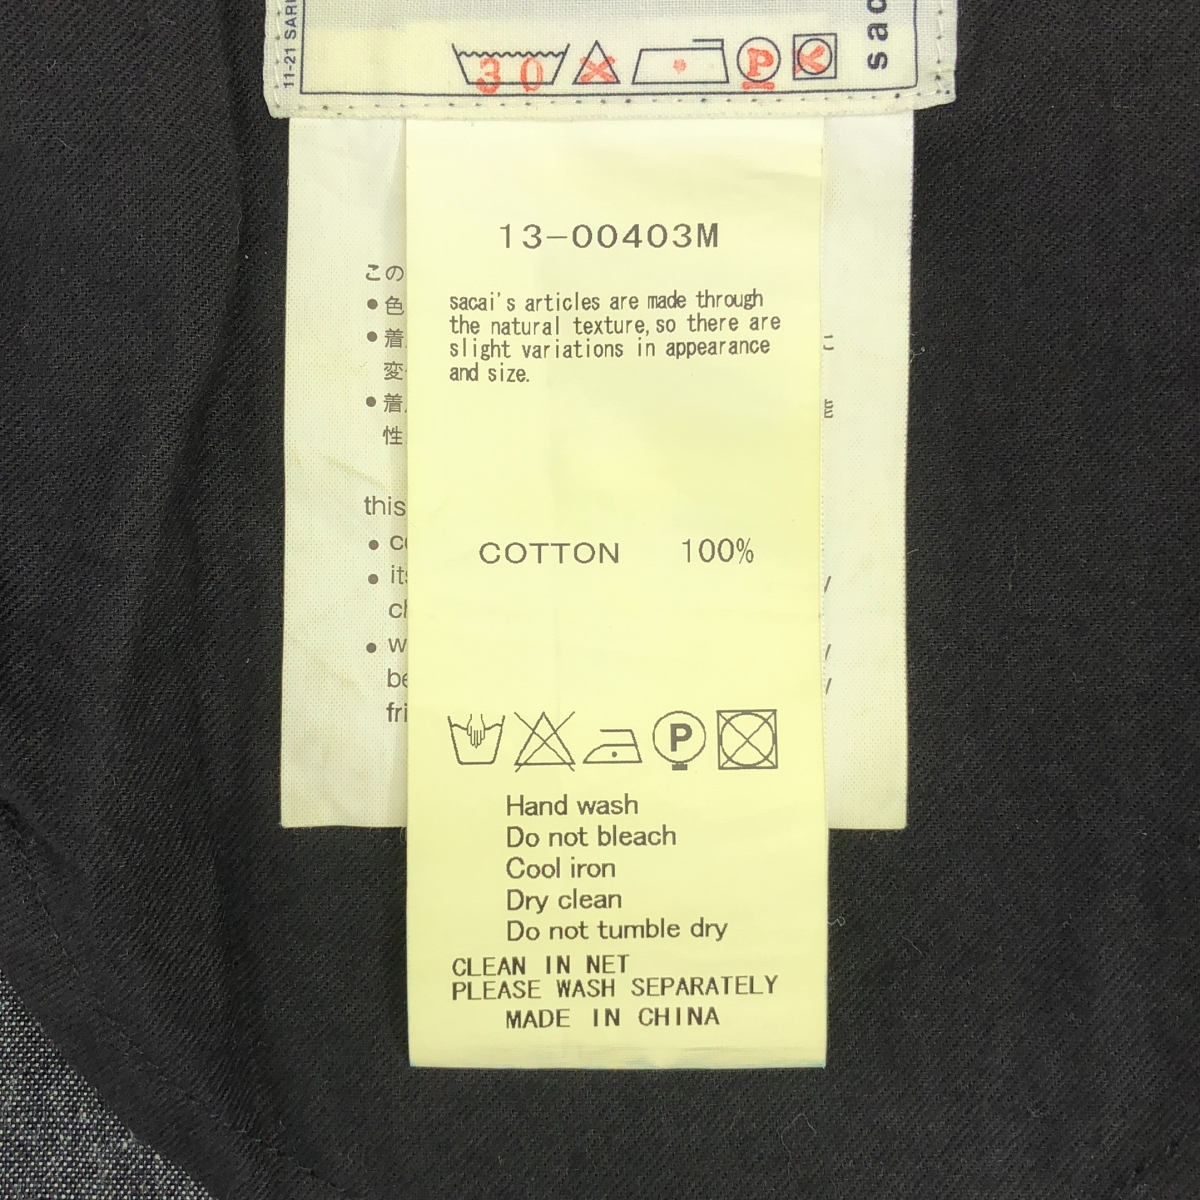 11-21
30
P
sac
13-00403M
sacai's articles are made through
the natural texture, so there are
slight variations in appearance
and size.
この
●色
●着
変
●着
性
に
能
this
COTTON 100%
P
Hand wash
Do not bleach
Cool iron
Dry clean
Do not tumble dry
CLEAN IN NET
PLEASE WASH SEPARATELY
MADE IN CHINA